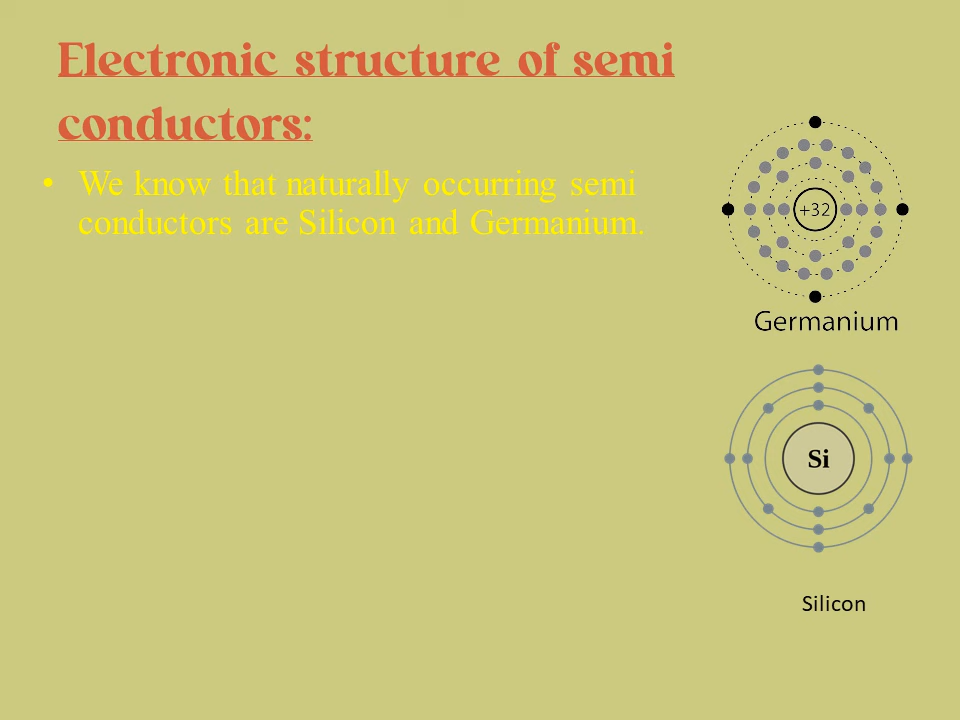 Electronic structure of semi
conductors:
• We know that naturally occurring semi
conductors are Silicon and Germanium.
+32
Germanium
Si
Silicon